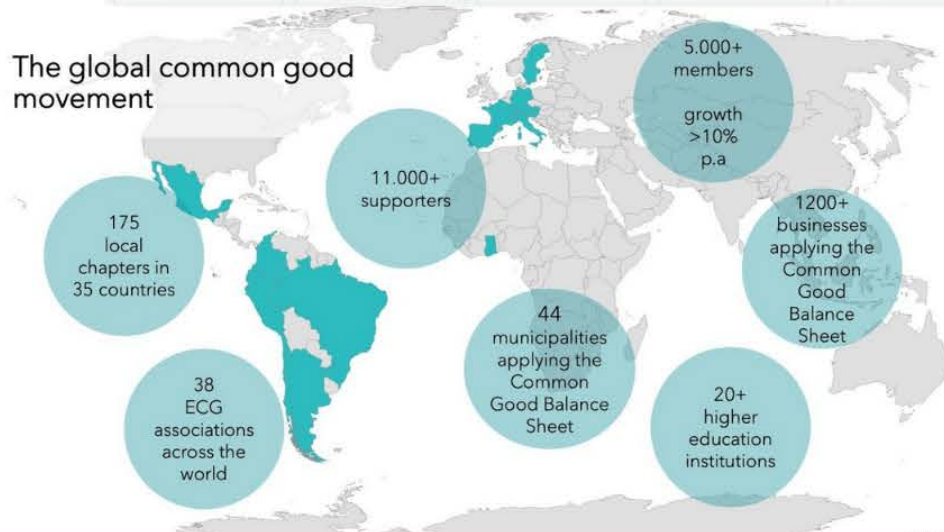 The global common good
movement
5.000+
members
growth
>10%
p.a
11.000+
supporters
175
local
chapters in
35 countries
1200+
businesses
applying the
Common
Good
Balance
Sheet
44
municipalities
applying the
Common
Good Balance
Sheet
38
ECG
associations
across the
world
20+
higher
education
institutions